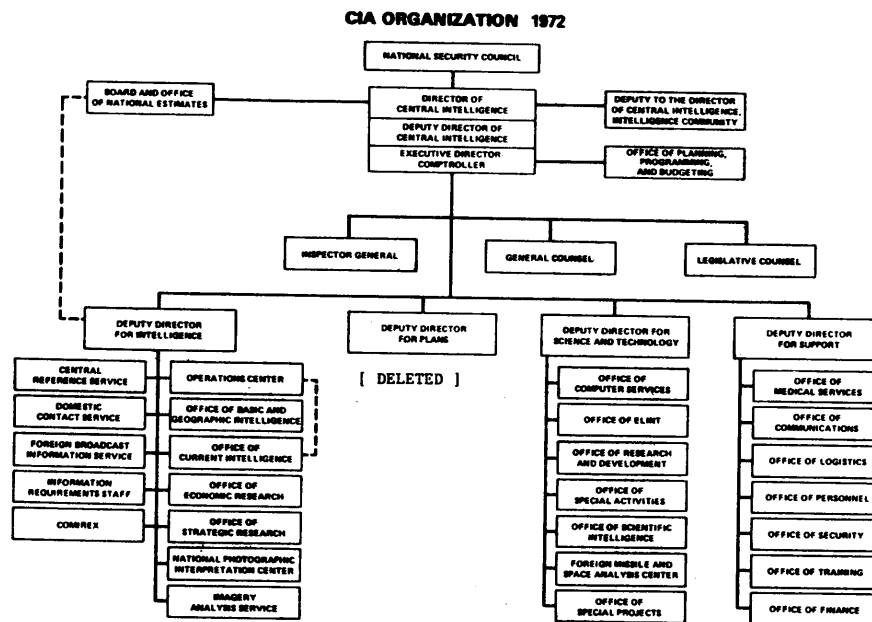 CIA ORGANIZATION 1972
NATIONAL SECURITY COUNCIL
BOARD AND OFFICE
OF NATIONAL ESTIMATES
DIRECTOR OF
CENTRAL INTELLIGENCE
DEPUTY TO THE DIRECTOR
OF CENTRAL INTELLIGENCE,
INTELLIGENCE COMMUNITY
DEPUTY DIRECTOR OF
CENTRAL INTELLIGENCE
EXECUTIVE DIRECTOR
COMPTROLLER
OFFICE OF PLANNING,
PROGRAMMING,
AND BUDGETING
INSPECTOR GENERAL
GENERAL COUNSEL
LEGISLATIVE COUNSEL
DEPUTY DIRECTOR
FOR INTELLIGENCE
CENTRAL
REFERENCE SERVICE
DOMESTIC
CONTACT SERVICE
FOREIGN BROADCAST
INFORMATION SERVICE
INFORMATION
REQUIREMENTS STAFF
COMIREX
OPERATIONS CENTER
OFFICE OF BASIC AND
GEOGRAPHIC INTELLIGENCE
OFFICE OF
CURRENT INTELLIGENCE
OFFICE OF
ECONOMIC RESEARCH
OFFICE OF
STRATEGIC RESEARCH
NATIONAL PHOTOGRAPHIC
INTERPRETATION CENTER
IMAGERY
ANALYSIS SERVICE
DEPUTY DIRECTOR
FOR PLANS
[ DELETED ]
DEPUTY DIRECTOR FOR
SCIENCE AND TECHNOLOGY
OFFICE OF
COMPUTER SERVICES
OFFICE OF ELINT
OFFICE OF RESEARCH
AND DEVELOPMENT
OFFICE OF
SPECIAL ACTIVITIES
OFFICE OF SCIENTIFIC
INTELLIGENCE
FOREIGN MISSILE AND
SPACE ANALYSIS CENTER
OFFICE OF
SPECIAL PROJECTS
DEPUTY DIRECTOR
FOR SUPPORT
OFFICE OF
MEDICAL SERVICES
OFFICE OF
COMMUNICATIONS
OFFICE OF LOGISTICS
OFFICE OF PERSONNEL
OFFICE OF SECURITY
OFFICE OF TRAINING
OFFICE OF FINANCE